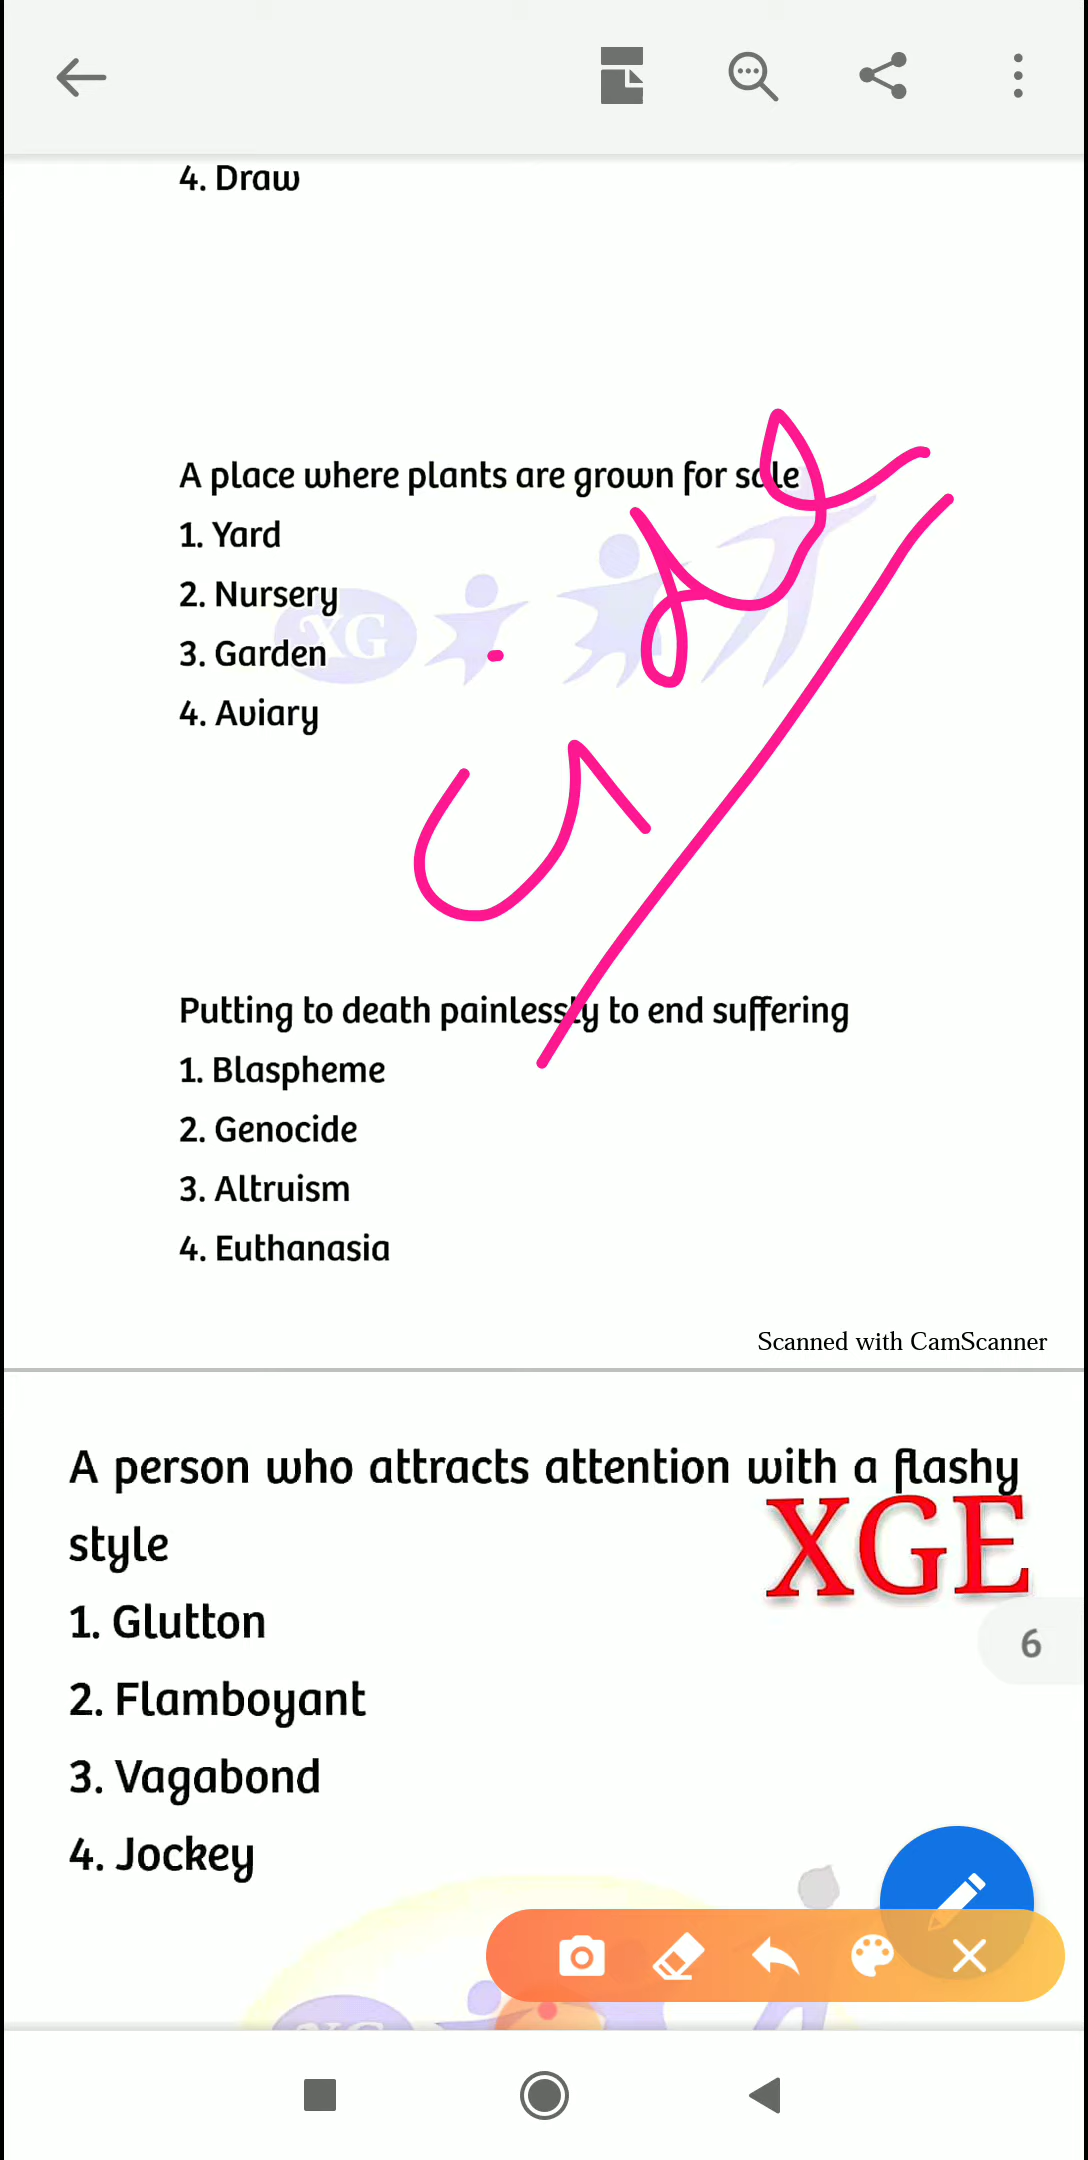 4. Draw
A place where plants are grown for sale
1. Yard
2. Nursery
3. Garden
4. Aviary
XG
Putting to death painlessly to end suffering
1. Blaspheme
2. Genocide
3. Altruism
4. Euthanasia
Scanned with CamScanner
A person who attracts attention with a flashy
style
XGE
1. Glutton
6
2. Flamboyant
3. Vagabond
4. Jockey